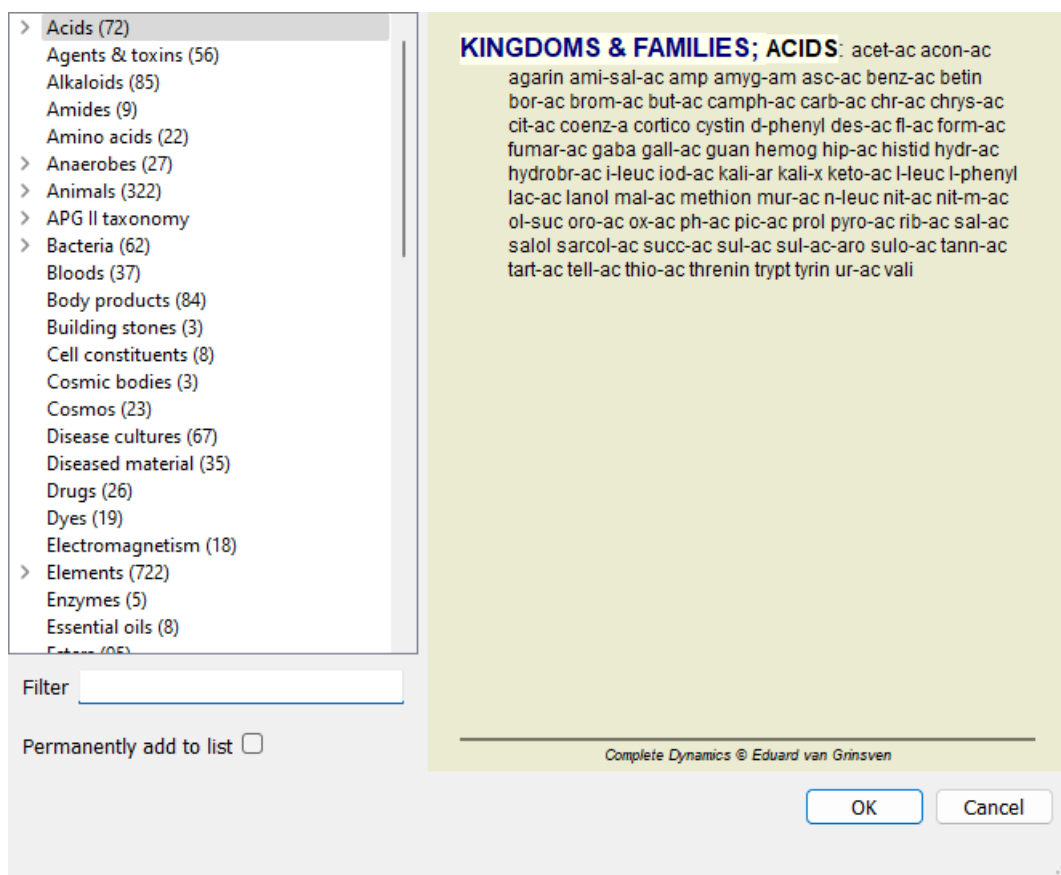 Acids (72)
Agents & toxins (56)
Alkaloids (85)
Amides (9)
Amino acids (22)
Anaerobes (27)
Animals (322)
APG II taxonomy
Bacteria (62)
Bloods (37)
Body products (84)
Building stones (3)
Cell constituents (8)
Cosmic bodies (3)
Cosmos (23)
Disease cultures (67)
Diseased material (35)
Drugs (26)
Dyes (19)
Electromagnetism (18)
Elements (722)
Enzymes (5)
Essential oils (8)
Filter
Permanently add to list
KINGDOMS & FAMILIES; ACIDS: acet-ac acon-ac
agarin ami-sal-ac amp amyg-am asc-ac benz-ac betin
bor-ac brom-ac but-ac camph-ac carb-ac chr-ac chrys-ac
cit-ac coenz-a cortico cystin d-phenyl des-ac fl-ac form-ac
fumar-ac gaba gall-ac guan hemog hip-ac histid hydr-ac
hydrobr-ac i-leuc iod-ac kali-ar kali-x keto-ac l-leuc l-phenyl
lac-ac lanol mal-ac methion mur-ac n-leuc nit-ac nit-m-ac
ol-suc oro-ac ox-ac ph-ac pic-ac prol pyro-ac rib-ac sal-ac
salol sarcol-ac succ-ac sul-ac sul-ac-aro sulo-ac tann-ac
tart-ac tell-ac thio-ac threnin trypt tyrin ur-ac vali
Complete Dynamics © Eduard van Grinsven
OK
Cancel